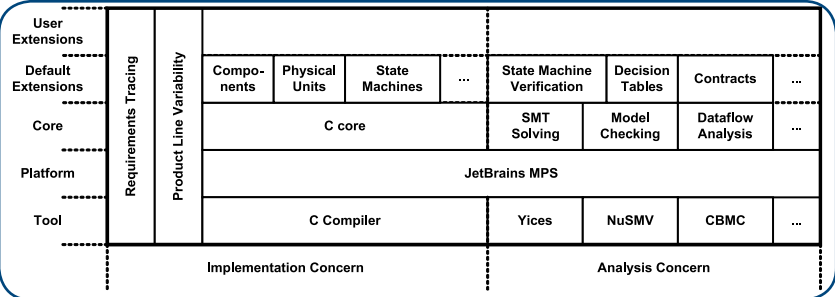 User
Extensions
Requirements Tracing
Product Line Variability
Default
Extensions
Compo-
nents
Physical
Units
State
Machines
...
State Machine
Verification
Decision
Tables
Contracts
...
Core
C core
SMT
Solving
Model
Checking
Dataflow
Analysis
...
Platform
JetBrains MPS
Tool
C Compiler
Yices
NuSMV
CBMC
...
Implementation Concern
Analysis Concern